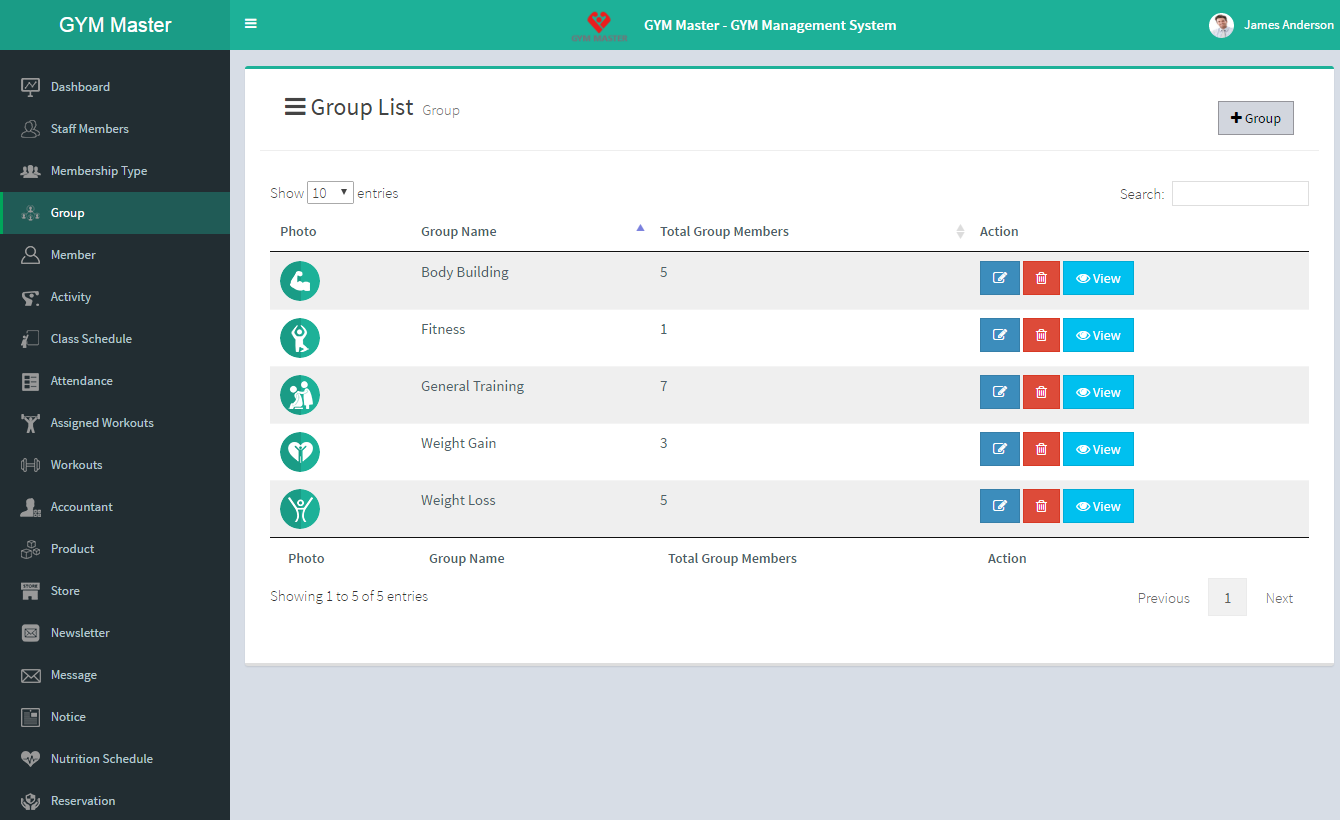 GYM Master
GYM MASTER
GYM Master - GYM Management System
James Anderson
Dashboard
Staff Members
Membership Type
Group
Member
Activity
Class Schedule
Attendance
Assigned Workouts
Workouts
Accountant
Product
STORE
Store
Newsletter
Message
Notice
Nutrition Schedule
Reservation
Group List Group
Group
Show 10 entries
Search:
Photo Group Name Total Group Members Action
Body Building 5 View
Fitness 1 View
General Training 7 View
Weight Gain 3 View
Weight Loss 5 View
Photo Group Name Total Group Members Action
Showing 1 to 5 of 5 entries
Previous 1 Next